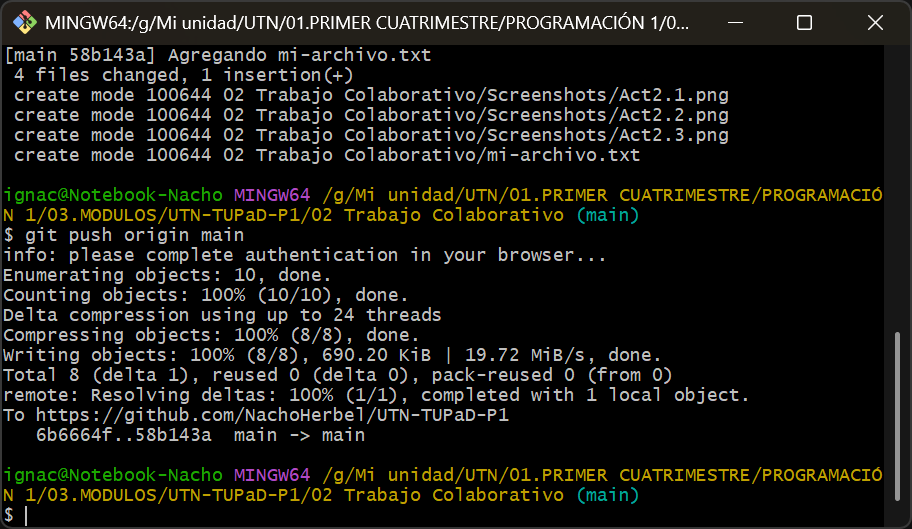 MINGW64:/g/Mi unidad/UTN/01.PRIMER CUATRIMESTRE/PROGRAMACIÓN 1/0...
[main 58b143a] Agregando mi-archivo.txt
 4 files changed, 1 insertion(+)
 create mode 100644 02 Trabajo Colaborativo/Screenshots/Act2.1.png
 create mode 100644 02 Trabajo Colaborativo/Screenshots/Act2.2.png
 create mode 100644 02 Trabajo Colaborativo/Screenshots/Act2.3.png
 create mode 100644 02 Trabajo Colaborativo/mi-archivo.txt
ignac@Notebook-Nacho MINGW64 /g/Mi unidad/UTN/01.PRIMER CUATRIMESTRE/PROGRAMACIÓ
N 1/03.MODULOS/UTN-TUPaD-P1/02 Trabajo Colaborativo (main)
$ git push origin main
info: please complete authentication in your browser...
Enumerating objects: 10, done.
Counting objects: 100% (10/10), done.
Delta compression using up to 24 threads
Compressing objects: 100% (8/8), done.
Writing objects: 100% (8/8), 690.20 KiB | 19.72 MiB/s, done.
Total 8 (delta 1), reused 0 (delta 0), pack-reused 0 (from 0)
remote: Resolving deltas: 100% (1/1), completed with 1 local object.
To https://github.com/NachoHerbel/UTN-TUPaD-P1
   6b6664f..58b143a  main -> main
ignac@Notebook-Nacho MINGW64 /g/Mi unidad/UTN/01.PRIMER CUATRIMESTRE/PROGRAMACIÓ
N 1/03.MODULOS/UTN-TUPaD-P1/02 Trabajo Colaborativo (main)
$